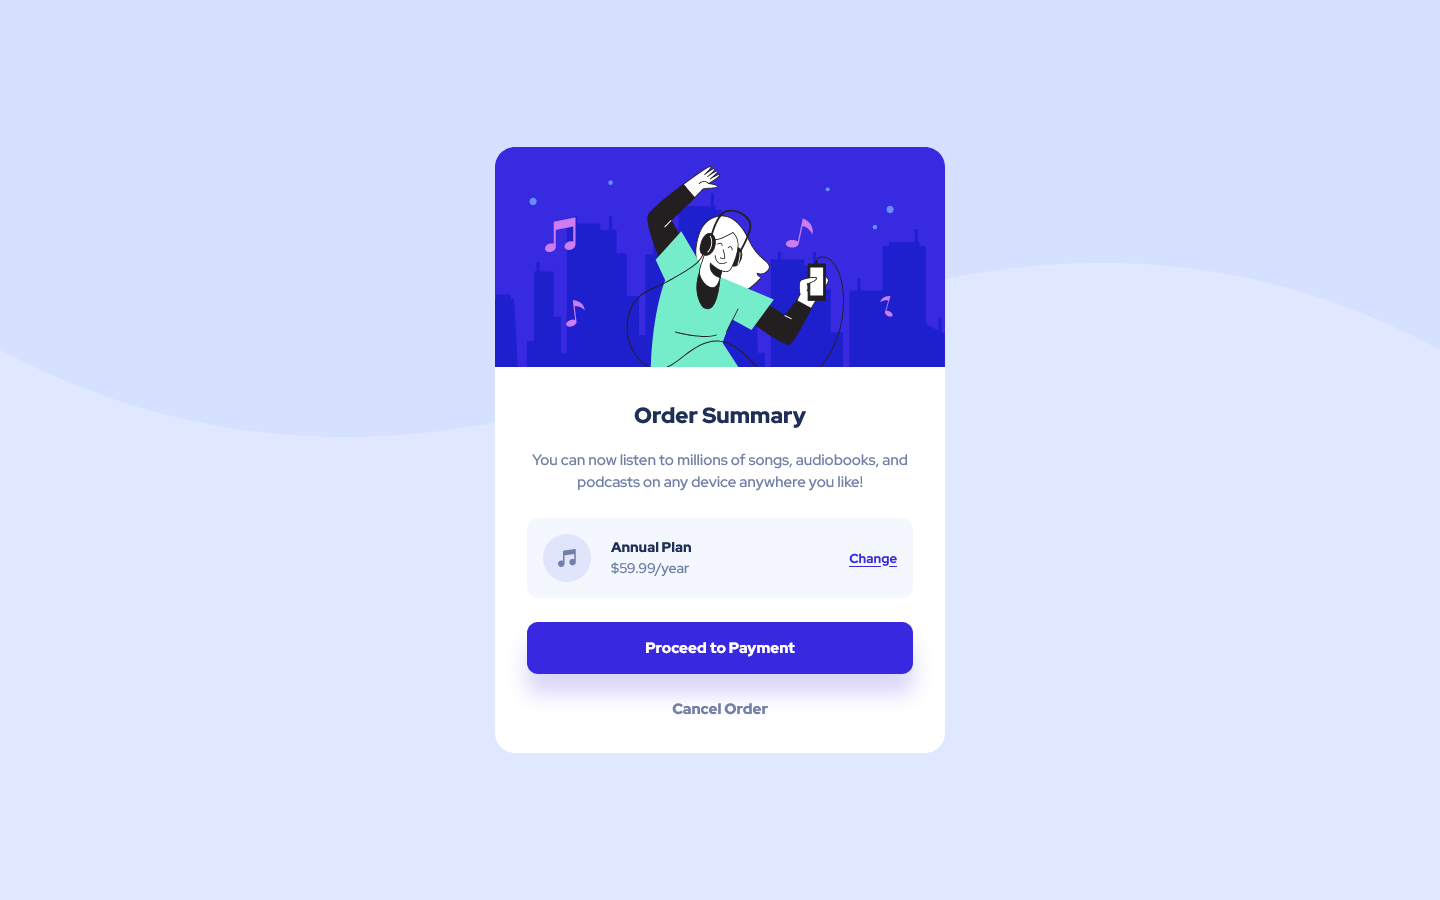 Order Summary
You can now listen to millions of songs, audiobooks, and
podcasts on any device anywhere you like!
Annual Plan
$59.99/year
Change
Proceed to Payment
Cancel Order